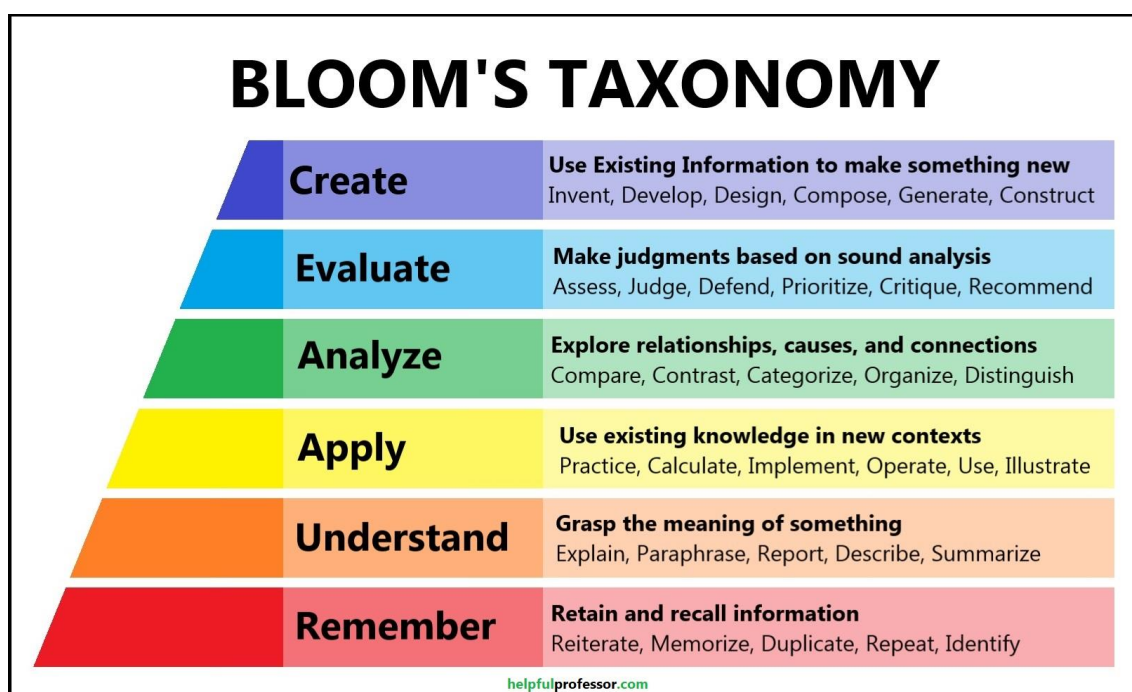 BLOOM'S TAXONOMY
Create
Use Existing Information to make something new
Invent, Develop, Design, Compose, Generate, Construct
Evaluate
Make judgments based on sound analysis
Assess, Judge, Defend, Prioritize, Critique, Recommend
Analyze
Explore relationships, causes, and connections
Compare, Contrast, Categorize, Organize, Distinguish
Apply
Use existing knowledge in new contexts
Practice, Calculate, Implement, Operate, Use, Illustrate
Understand
Grasp the meaning of something
Explain, Paraphrase, Report, Describe, Summarize
Remember
Retain and recall information
Reiterate, Memorize, Duplicate, Repeat, Identify
helpfulprofessor.com